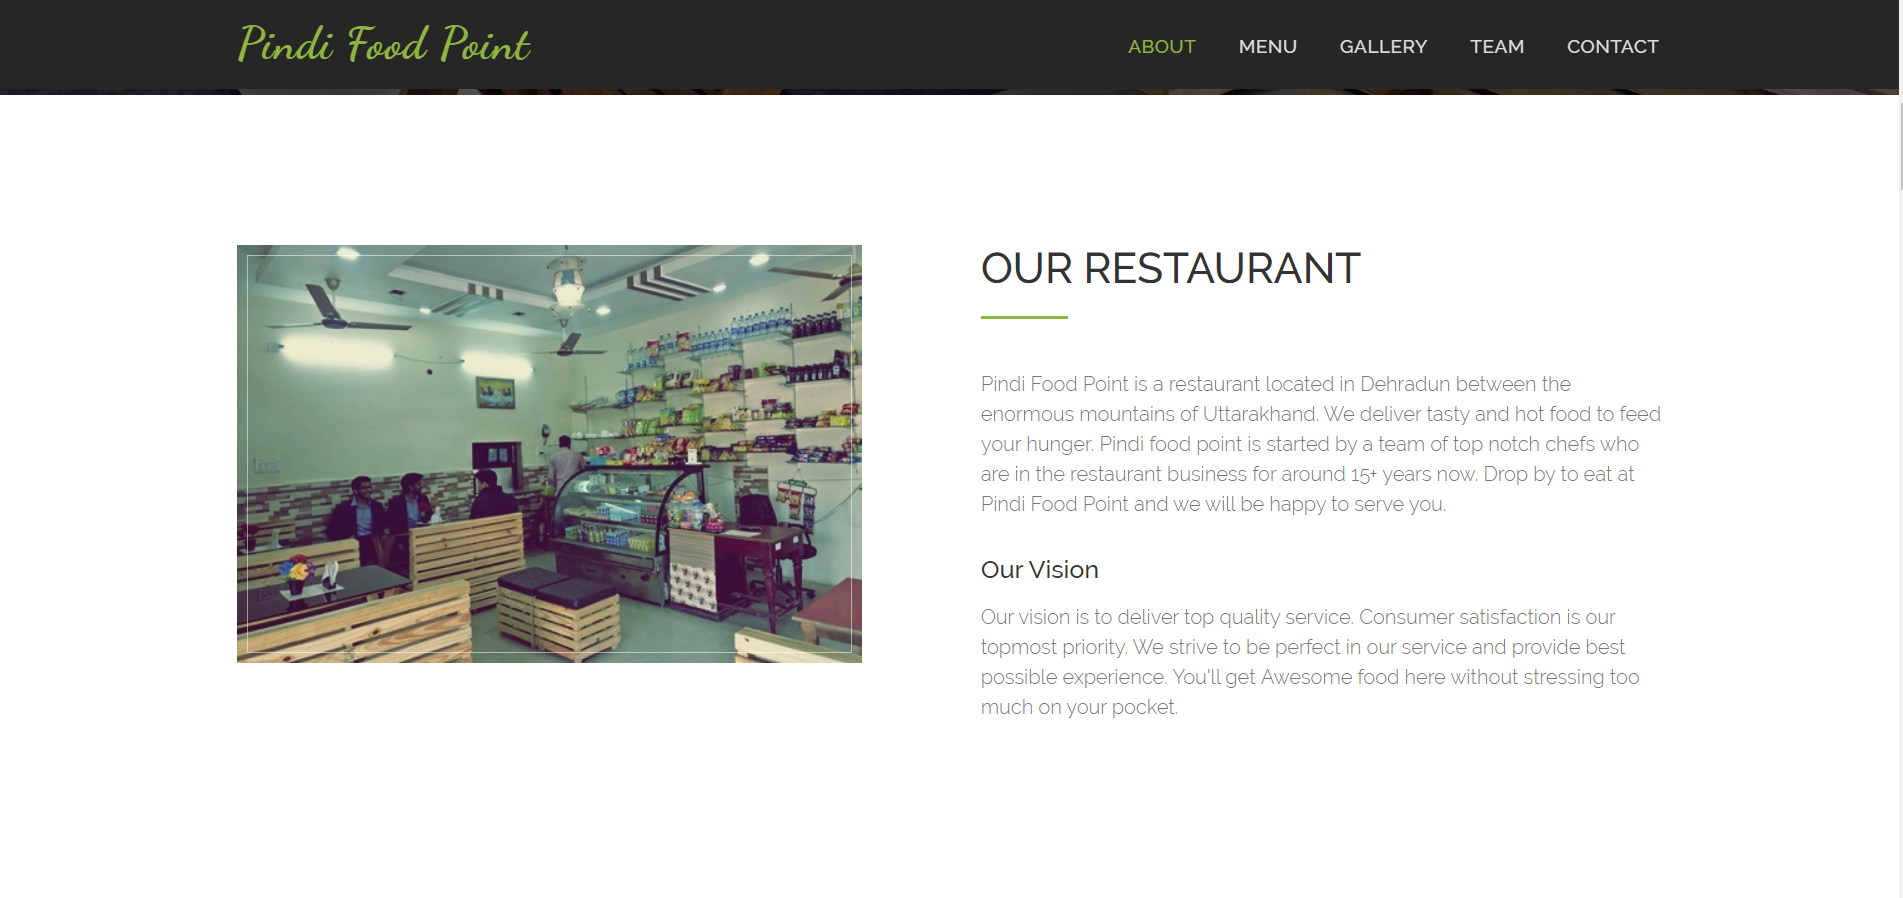 Pindi Food Point
ABOUT MENU GALLERY TEAM CONTACT
OUR RESTAURANT
Pindi Food Point is a restaurant located in Dehradun between the
enormous mountains of Uttarakhand. We deliver tasty and hot food to feed
your hunger. Pindi food point is started by a team of top notch chefs who
are in the restaurant business for around 15+ years now. Drop by to eat at
Pindi Food Point and we will be happy to serve you.
Our Vision
Our vision is to deliver top quality service. Consumer satisfaction is our
topmost priority. We strive to be perfect in our service and provide best
possible experience. You'll get Awesome food here without stressing too
much on your pocket.